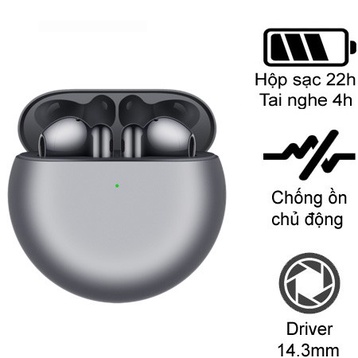 Hộp sạc 22h
Tai nghe 4h
Chống ồn
chủ động
Driver
14.3mm